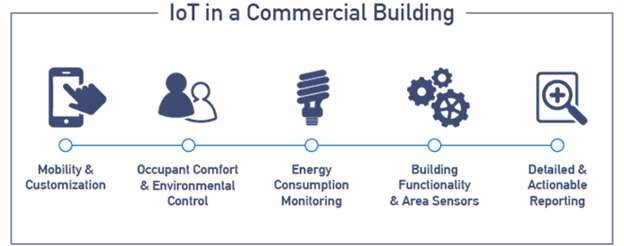 IoT in a Commercial Building
Mobility &
Customization
Occupant Comfort
& Environmental
Control
Energy
Consumption
Monitoring
Building
Functionality
& Area Sensors
Detailed &
Actionable
Reporting